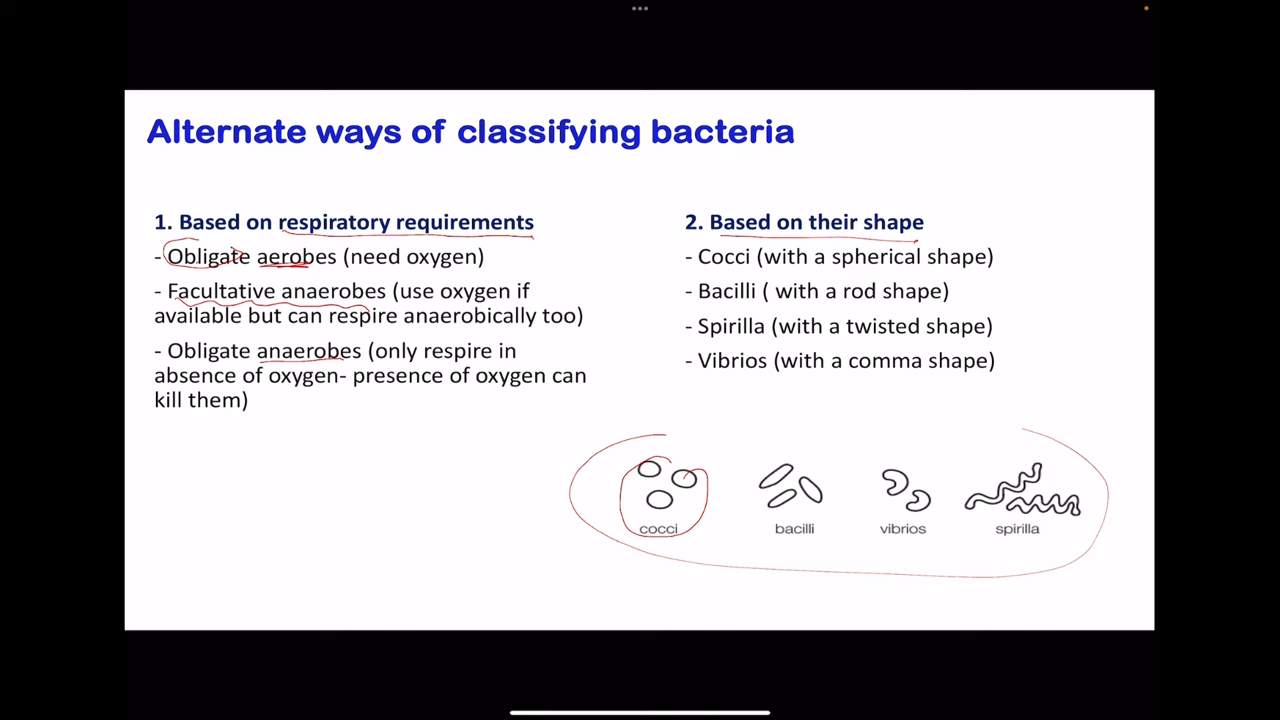 Alternate ways of classifying bacteria
1. Based on respiratory requirements
- Obligate aerobes (need oxygen)
- Facultative anaerobes (use oxygen if
available but can respire anaerobically too)
- Obligate anaerobes (only respire in
absence of oxygen- presence of oxygen can
kill them)
2. Based on their shape
- Cocci (with a spherical shape)
- Bacilli ( with a rod shape)
- Spirilla (with a twisted shape)
- Vibrios (with a comma shape)
cocci bacilli vibrios spirilla